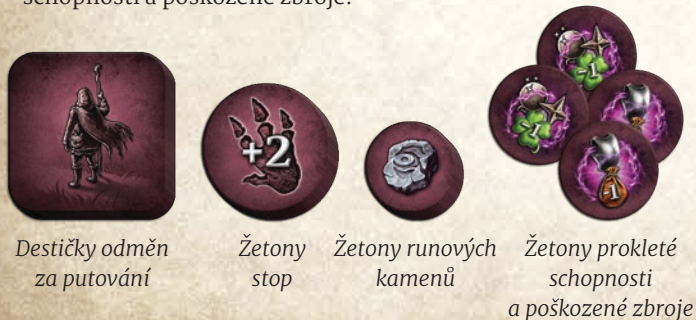 schopnosti a poškozené zbroje.
+2
-1
-1
-1
Destičky odměn
za putování
Žetony
stop
Žetony runových
kamenů
Žetony prokleté
schopnosti
a poškozené zbroje